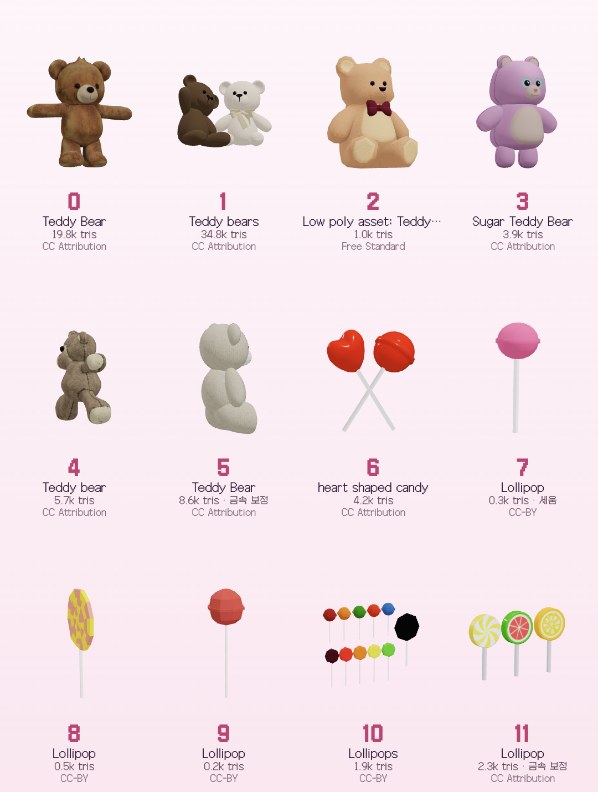 0
Teddy Bear
19.8k tris
CC Attribution
1
Teddy bears
34.8k tris
CC Attribution
2
Low poly asset: Teddy⋯
1.0k tris
Free Standard
3
Sugar Teddy Bear
3.9k tris
CC Attribution
4
Teddy bear
5.7k tris
CC Attribution
5
Teddy Bear
8.6k tris · 금속 보정
CC Attribution
6
heart shaped candy
4.2k tris
CC Attribution
7
Lollipop
0.3k tris · 세움
CC-BY
8
Lollipop
0.5k tris
CC-BY
9
Lollipop
0.2k tris
CC-BY
10
Lollipops
1.9k tris
CC-BY
11
Lollipop
2.3k tris · 금속 보정
CC Attribution